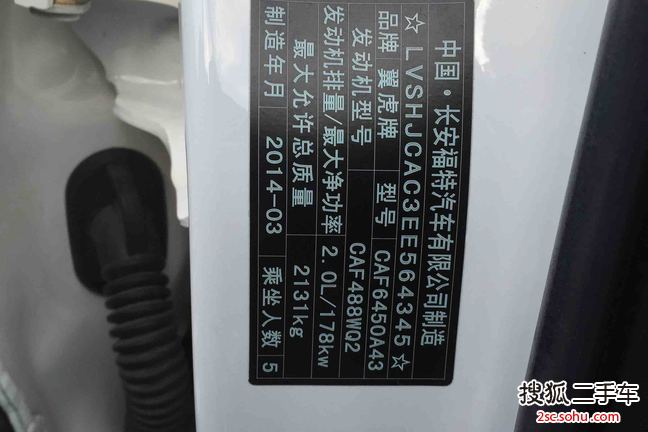 中国·长安福特汽车有限公司制造
☆LVSHJCAC3EE564345☆
品牌 翼虎牌 型号 CAF6450A43
发动机型号 CAF488WQ2
发动机排量/最大净功率 2.0L/178kw
最大允许总质量 2131kg
制造年月 2014-03 乘坐人数 5
搜狐二手车
2sc.sohu.com